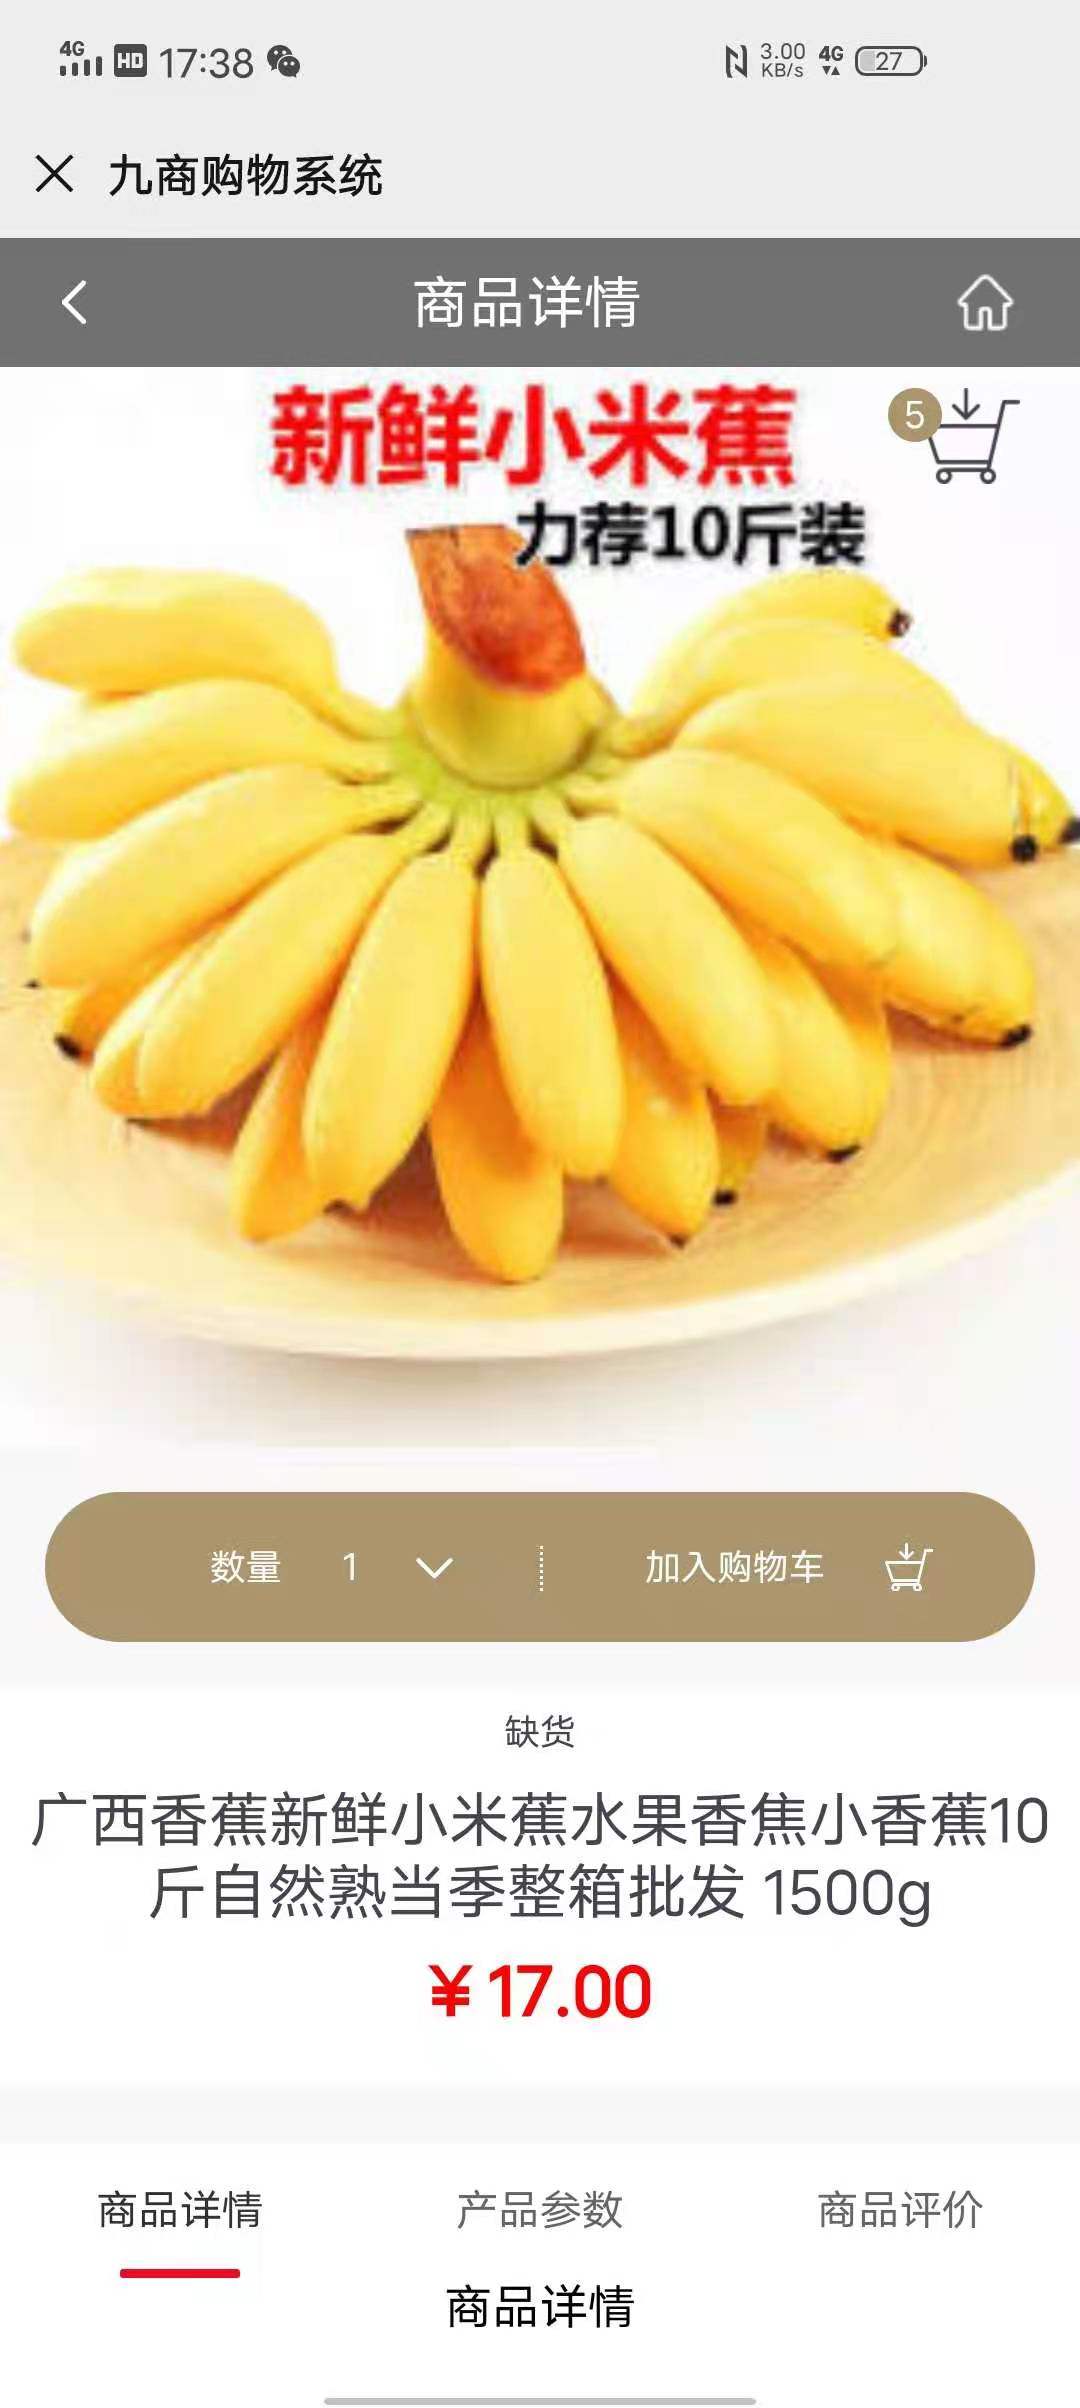 4G HD 17:38 3.00 KB/s 4G 27
九商购物系统
商品详情
新鲜小米蕉
5
力荐10斤装
数量 1 加入购物车
缺货
广西香蕉新鲜小米蕉水果香焦小香蕉10
斤自然熟当季整箱批发 1500g
￥17.00
商品详情 产品参数 商品评价
商品详情